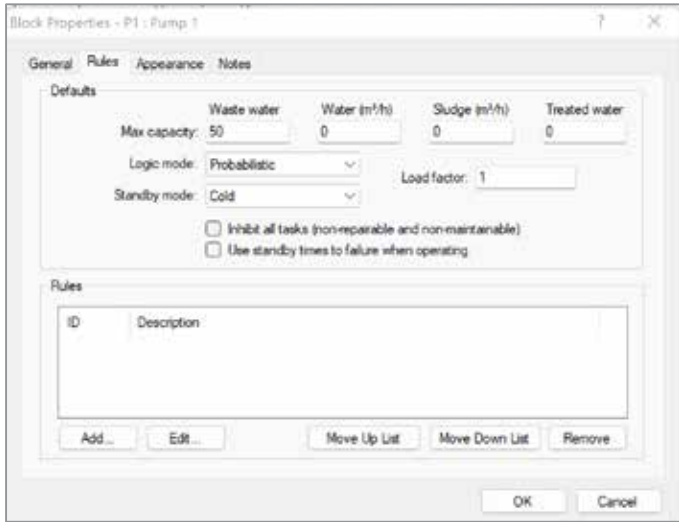 Block Properties - P1 : Pump 1
General Rules Appearance Notes
Defaults
Waste water Water (m³/h) Sludge (m³/h) Treated water
Max capacity: 50 0 0 0
Logic mode: Probabilistic
Load factor: 1
Standby mode: Cold
Inhibit all tasks (non-repairable and non-maintainable)
Use standby times to failure when operating
Rules
ID Description
Add... Edit... Move Up List Move Down List Remove
OK Cancel